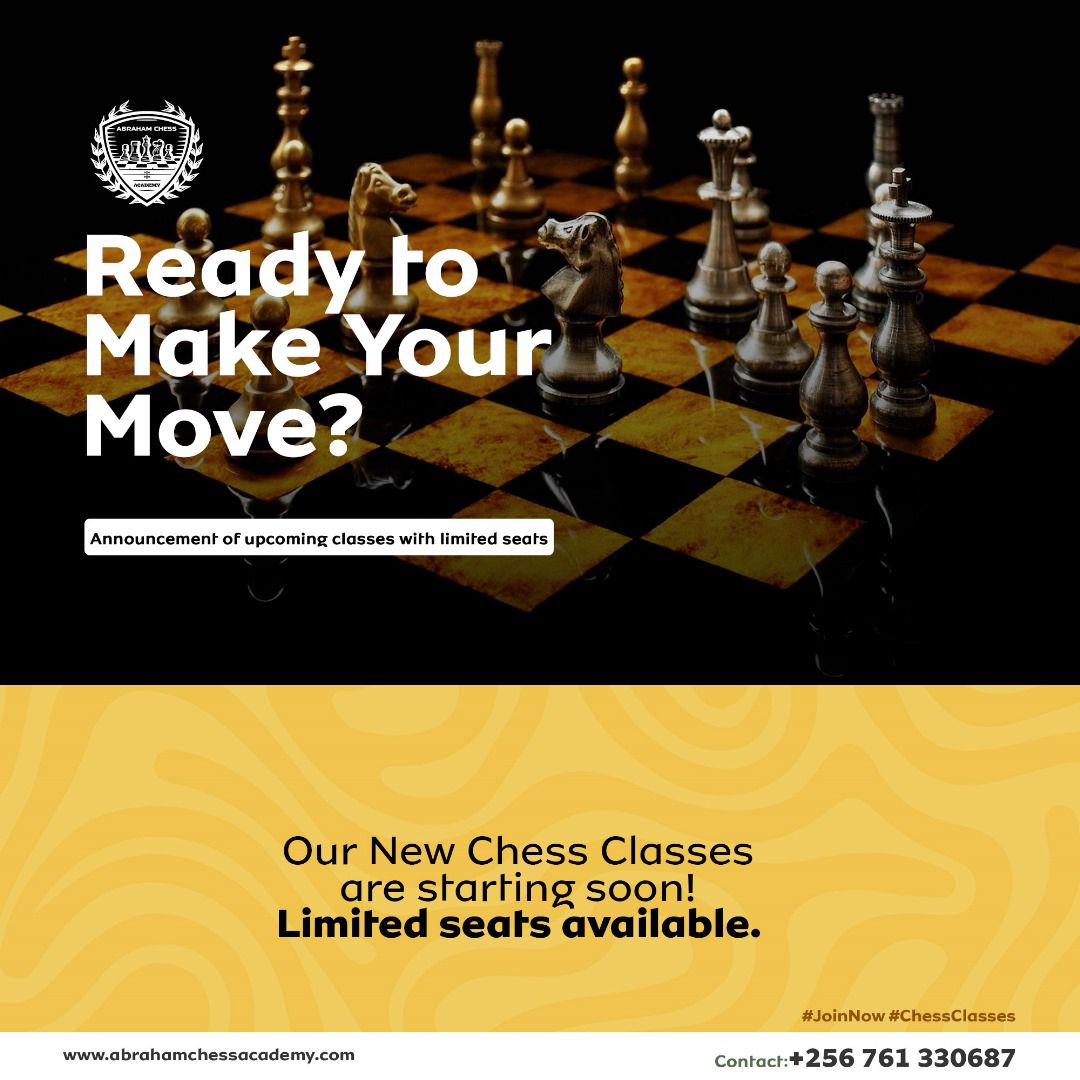 ABRAHAM CHESS
ACADEMY
Ready to
Make Your
Move?
Announcement of upcoming classes with limited seats
Our New Chess Classes
are starting soon!
Limited seats available.
#JoinNow #ChessClasses
www.abrahamchessacademy.com
Contact:+256 761 330687